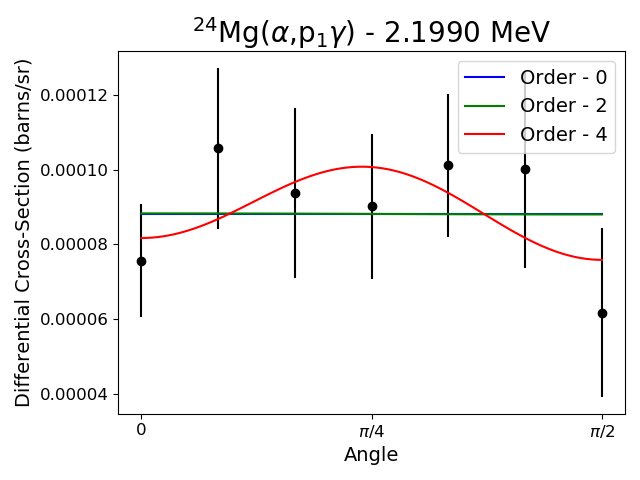 ²⁴Mg(α,p₁γ) - 2.1990 MeV
Differential Cross-Section (barns/sr)
0.00012
0.00010
0.00008
0.00006
0.00004
Order - 0
Order - 2
Order - 4
0
π/4
π/2
Angle